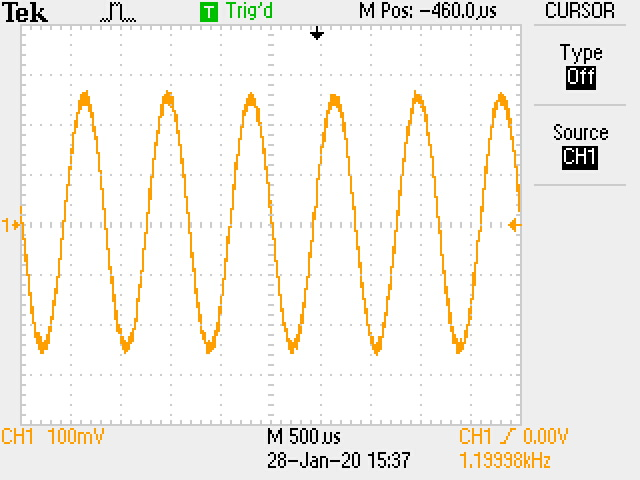 Tek T Trig'd M Pos: -460.0µs CURSOR
Type
Off
Source
CH1
1
CH1 100mV M 500µs CH1 0.00V
28-Jan-20 15:37 1.19998kHz